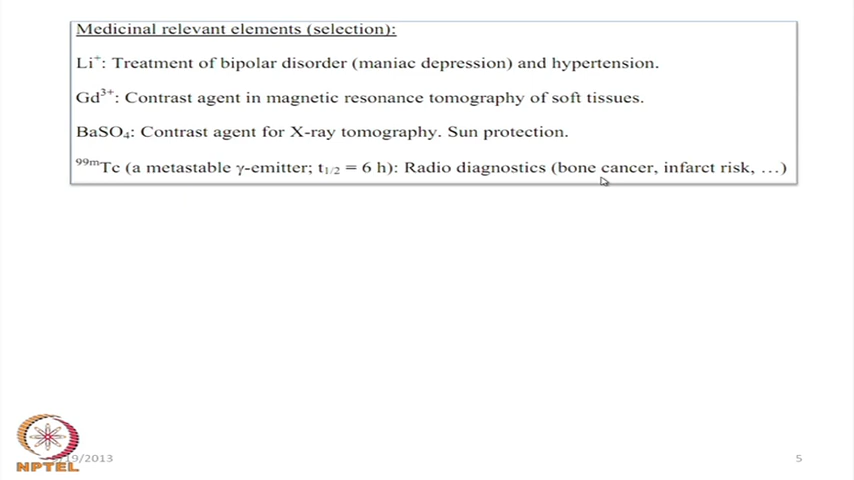 Medicinal relevant elements (selection):
Li⁺: Treatment of bipolar disorder (maniac depression) and hypertension.
Gd³⁺: Contrast agent in magnetic resonance tomography of soft tissues.
BaSO₄: Contrast agent for X-ray tomography. Sun protection.
⁹⁹ᵐTc (a metastable γ-emitter; t₁/₂ = 6 h): Radio diagnostics (bone cancer, infarct risk, …)
NPTEL
19/2013
5